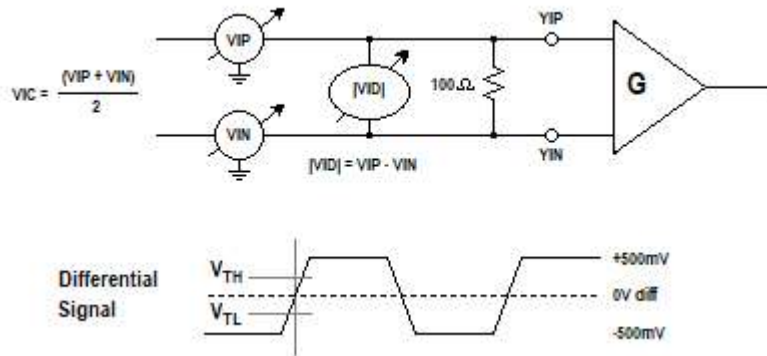 VIP
YIP
VIC = (VIP + VIN)
2
|VID|
100Ω
G
VIN
YIN
|VID| = VIP - VIN
Differential
Signal
VTH
VTL
+500mV
0V diff
-500mV